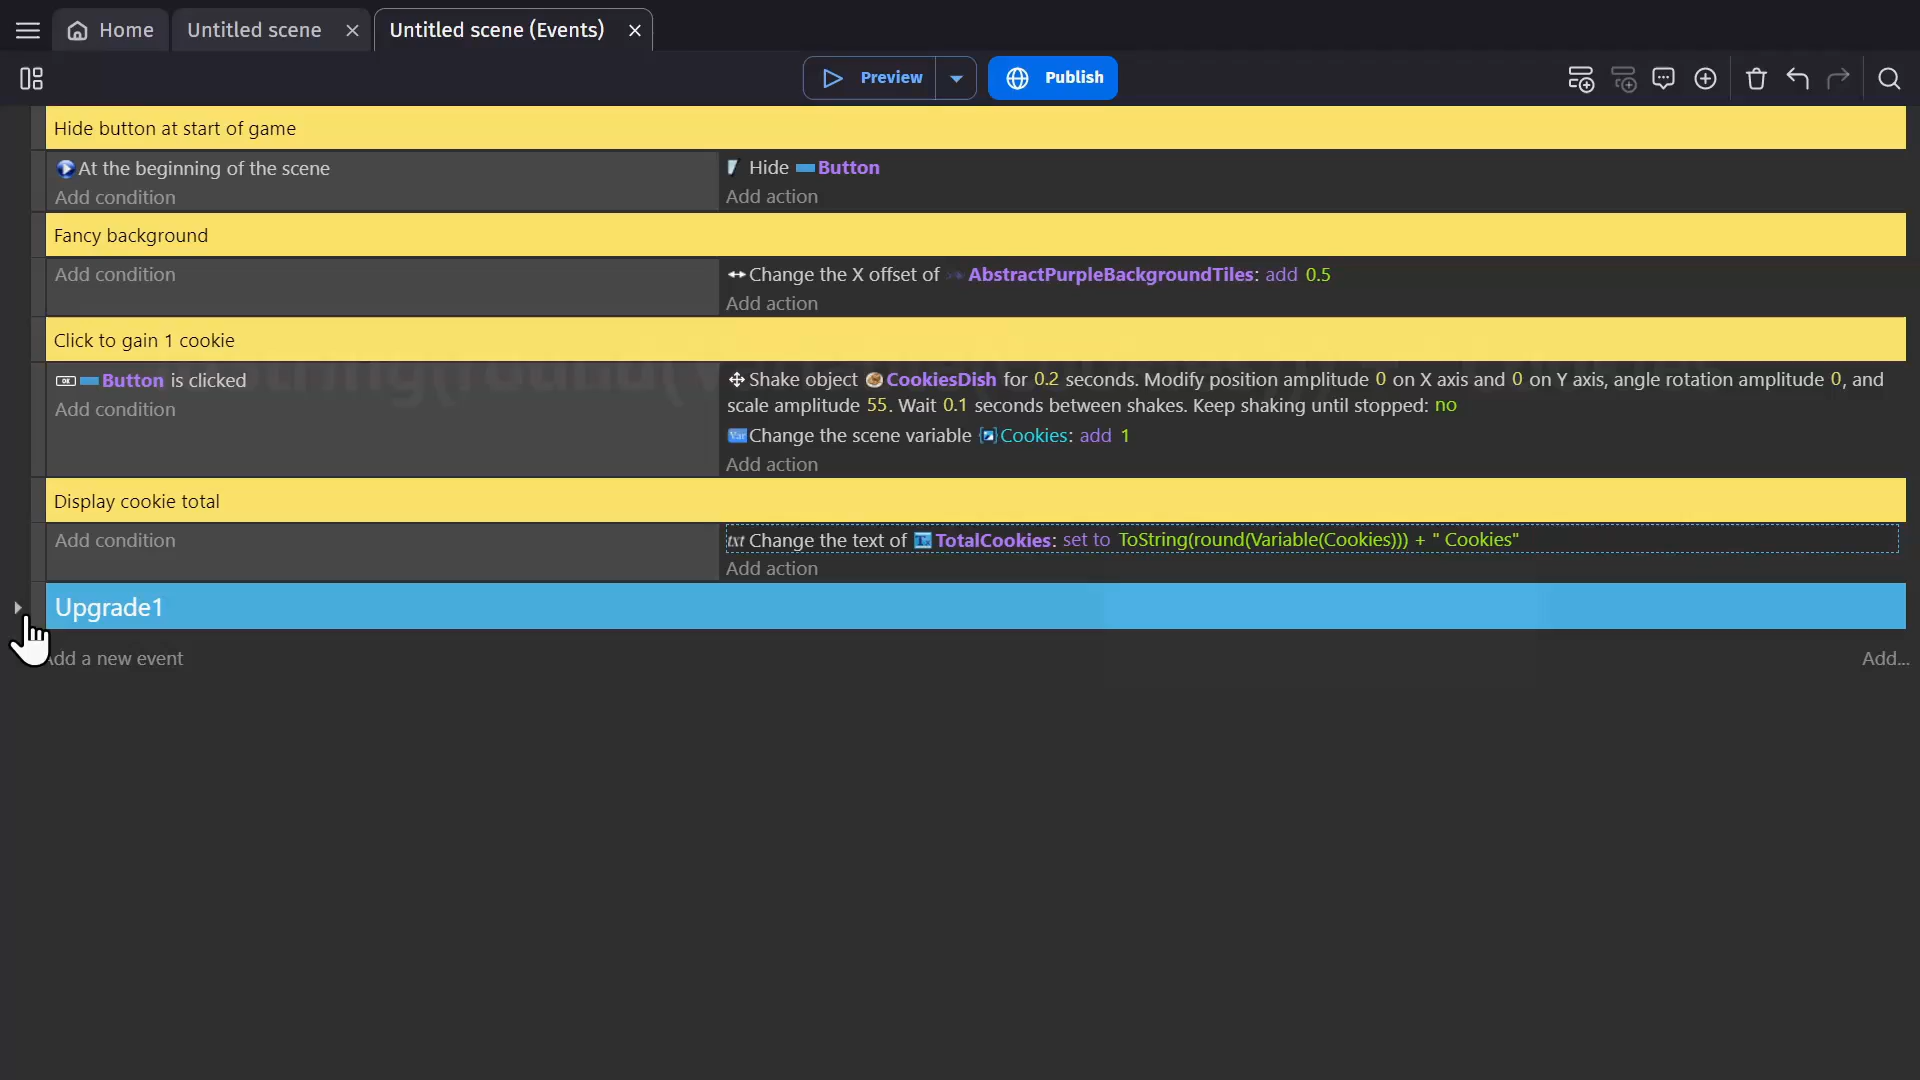 Home
Untitled scene
Untitled scene (Events)
Preview
Publish
Hide button at start of game
At the beginning of the scene
Hide Button
Add condition
Add action
Fancy background
Add condition
Change the X offset of AbstractPurpleBackgroundTiles: add 0.5
Add action
Click to gain 1 cookie
OK Button is clicked
Add condition
Shake object CookiesDish for 0.2 seconds. Modify position amplitude 0 on X axis and 0 on Y axis, angle rotation amplitude 0, and
scale amplitude 55. Wait 0.1 seconds between shakes. Keep shaking until stopped: no
Var Change the scene variable Cookies: add 1
Add action
Display cookie total
Add condition
txt Change the text of TotalCookies: set to ToString(round(Variable(Cookies))) + " Cookies"
Add action
Upgrade1
dd a new event
Add...